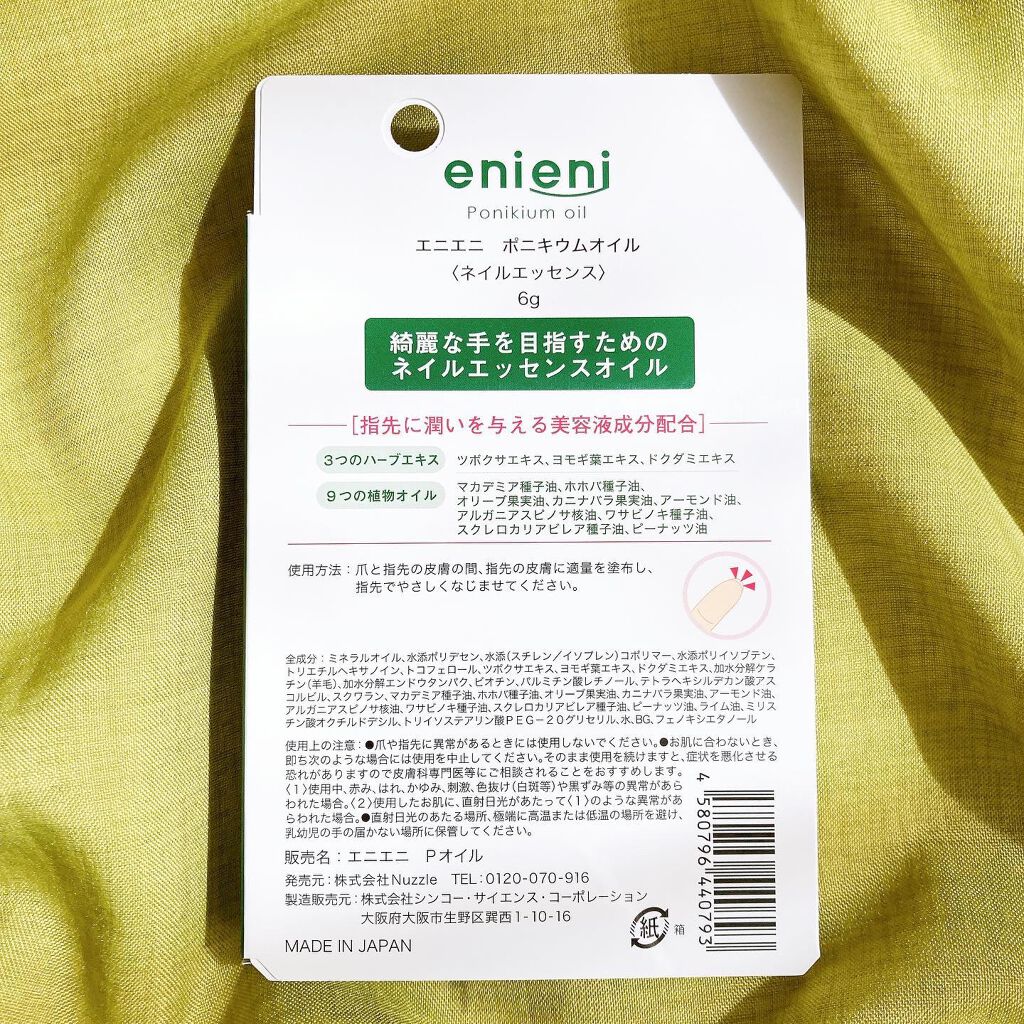 enieni
Ponikium oil
エニエニ　ポニキウムオイル
〈ネイルエッセンス〉
6g
綺麗な手を目指すための
ネイルエッセンスオイル
[指先に潤いを与える美容液成分配合]
3つのハーブエキス ツボクサエキス、ヨモギ葉エキス、ドクダミエキス
9つの植物オイル マカデミア種子油、ホホバ種子油、
オリーブ果実油、カニナバラ果実油、アーモンド油、
アルガニアスピノサ核油、ワサビノキ種子油、
スクレロカリアビレア種子油、ピーナッツ油
使用方法：爪と指先の皮膚の間、指先の皮膚に適量を塗布し、
指先でやさしくなじませてください。
全成分：ミネラルオイル、水添ポリデセン、水添(スチレン／イソプレン)コポリマー、水添ポリイソブテン、
トリエチルヘキサノイン、トコフェロール、ツボクサエキス、ヨモギ葉エキス、ドクダミエキス、加水分解ケラ
チン(羊毛)、加水分解エンドウタンパク、ビオチン、パルミチン酸レチノール、テトラヘキシルデカン酸アス
コルビル、スクワラン、マカデミア種子油、ホホバ種子油、オリーブ果実油、カニナバラ果実油、アーモンド油、
アルガニアスピノサ核油、ワサビノキ種子油、スクレロカリアビレア種子油、ピーナッツ油、ライム油、ミリス
チン酸オクチルドデシル、トリイソステアリン酸PEG－20グリセリル、水、BG、フェノキシエタノール
使用上の注意：●爪や指先に異常があるときには使用しないでください。●お肌に合わないとき、
即ち次のような場合には使用を中止してください。そのまま使用を続けますと、症状を悪化させる
恐れがありますので皮膚科専門医等にご相談されることをおすすめします。
〈1〉使用中、赤み、はれ、かゆみ、刺激、色抜け(白斑等)や黒ずみ等の異常があら
われた場合。〈2〉使用したお肌に、直射日光があたって〈1〉のような異常があ
らわれた場合。●直射日光のあたる場所、極端に高温または低温の場所を避け、
乳幼児の手の届かない場所に保管してください。
販売名：エニエニ　Pオイル
発売元：株式会社Nuzzle　TEL：0120-070-916
製造販売元：株式会社シンコー・サイエンス・コーポレーション
大阪府大阪市生野区巽西1-10-16
MADE IN JAPAN
紙 箱
4 580796 440793